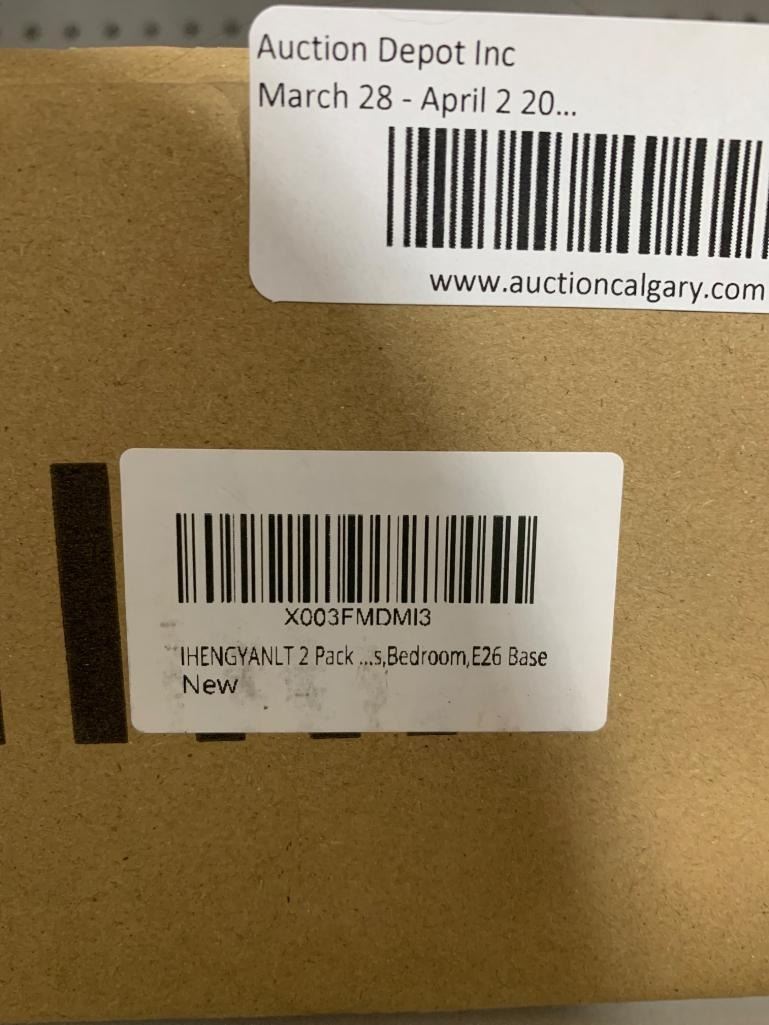 Auction Depot Inc
March 28 - April 2 20...
www.auctioncalgary.com
X003FMDMI3
IHENGYANLT 2 Pack ...s,Bedroom,E26 Base
New